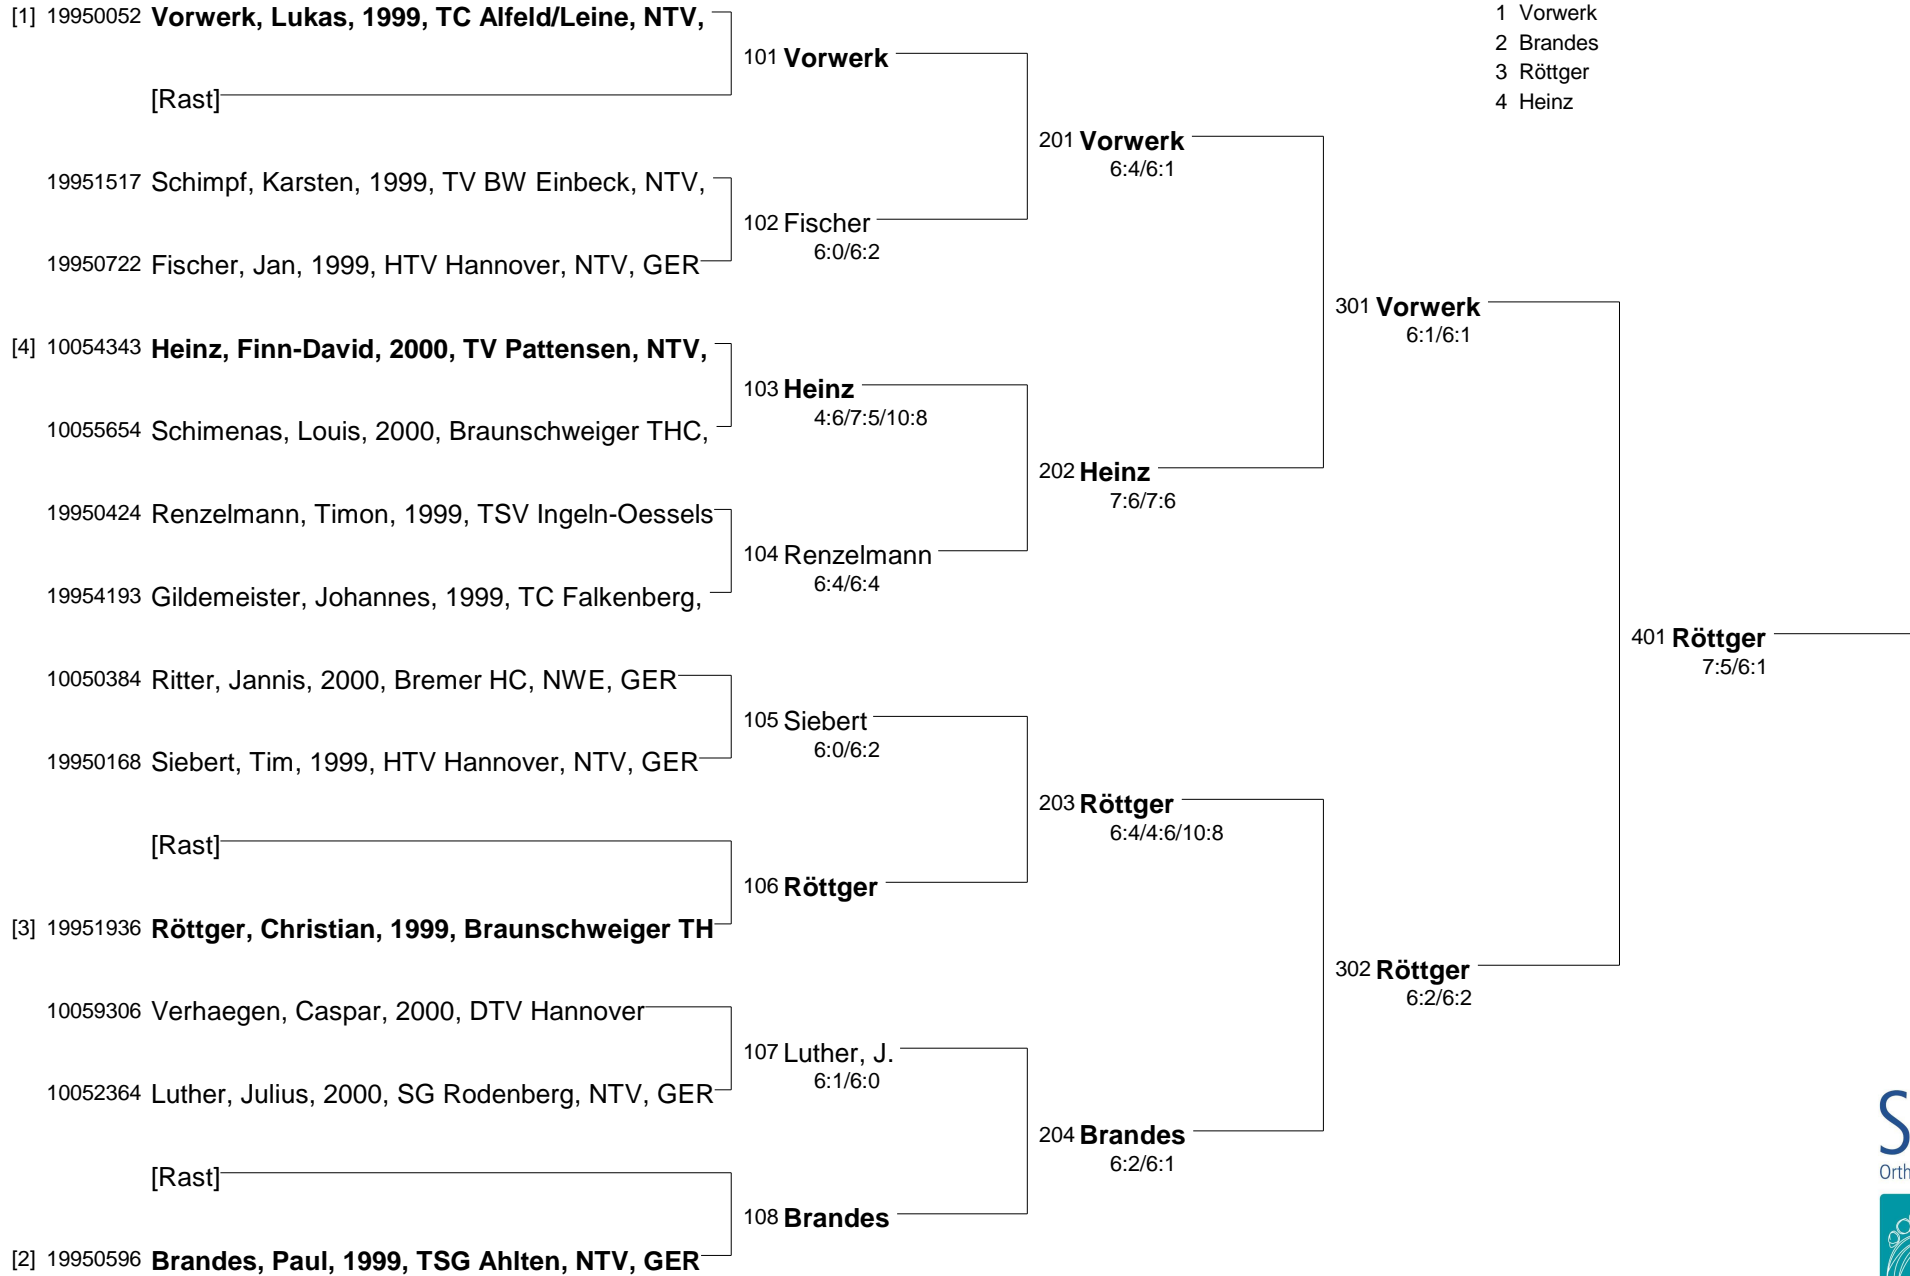 [1] 19950052 Vorwerk, Lukas, 1999, TC Alfeld/Leine, NTV,
1 Vorwerk
2 Brandes
3 Röttger
4 Heinz
101 Vorwerk
[Rast]
201 Vorwerk
6:4/6:1
19951517 Schimpf, Karsten, 1999, TV BW Einbeck, NTV,
102 Fischer
6:0/6:2
19950722 Fischer, Jan, 1999, HTV Hannover, NTV, GER
301 Vorwerk
6:1/6:1
[4] 10054343 Heinz, Finn-David, 2000, TV Pattensen, NTV,
103 Heinz
4:6/7:5/10:8
10055654 Schimenas, Louis, 2000, Braunschweiger THC,
202 Heinz
7:6/7:6
19950424 Renzelmann, Timon, 1999, TSV Ingeln-Oessels
104 Renzelmann
6:4/6:4
19954193 Gildemeister, Johannes, 1999, TC Falkenberg,
401 Röttger
7:5/6:1
10050384 Ritter, Jannis, 2000, Bremer HC, NWE, GER
105 Siebert
6:0/6:2
19950168 Siebert, Tim, 1999, HTV Hannover, NTV, GER
203 Röttger
6:4/4:6/10:8
[Rast]
106 Röttger
[3] 19951936 Röttger, Christian, 1999, Braunschweiger TH
302 Röttger
6:2/6:2
10059306 Verhaegen, Caspar, 2000, DTV Hannover
107 Luther, J.
6:1/6:0
10052364 Luther, Julius, 2000, SG Rodenberg, NTV, GER
204 Brandes
6:2/6:1
[Rast]
108 Brandes
[2] 19950596 Brandes, Paul, 1999, TSG Ahlten, NTV, GER
S
Orth